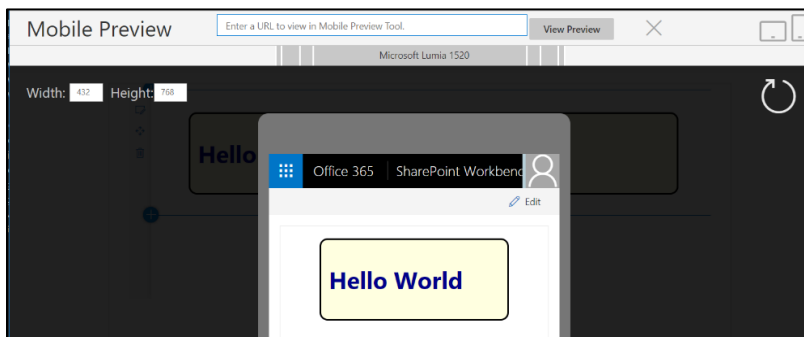 Mobile Preview
Enter a URL to view in Mobile Preview Tool.
View Preview
Microsoft Lumia 1520
Width: 432 Height: 768
Hello
Office 365 SharePoint Workbenc
Edit
Hello World